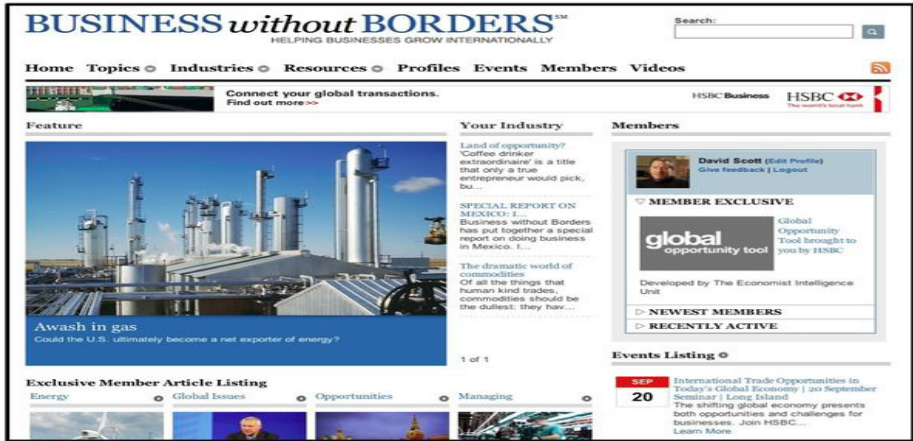 BUSINESS without BORDERS℠
HELPING BUSINESSES GROW INTERNATIONALLY
Search:
Home Topics Industries Resources Profiles Events Members Videos
Connect your global transactions.
Find out more >>
HSBC Business
HSBC
The world's local bank
Feature
Awash in gas
Could the U.S. ultimately become a net exporter of energy?
Your Industry
Land of opportunity?
'Coffee drinker
extraordinaire' is a title
that only a true
entrepreneur would pick,
bu...
SPECIAL REPORT ON
MEXICO: I...
Business without Borders
has put together a special
report on doing business
in Mexico. I...
The dramatic world of
commodities
Of all the things that
human kind trades,
commodities should be
the dullest: they hav...
1 of 1
Members
David Scott (Edit Profile)
Give feedback | Logout
MEMBER EXCLUSIVE
global
opportunity tool
Global
Opportunity
Tool brought to
you by HSBC
Developed by The Economist Intelligence
Unit
NEWEST MEMBERS
RECENTLY ACTIVE
Events Listing
SEP
20
International Trade Opportunities in
Today's Global Economy | 20 September
Seminar | Long Island
The shifting global economy presents
both opportunities and challenges for
businesses. Join HSBC...
Learn More
Exclusive Member Article Listing
Energy
Global Issues
Opportunities
Managing